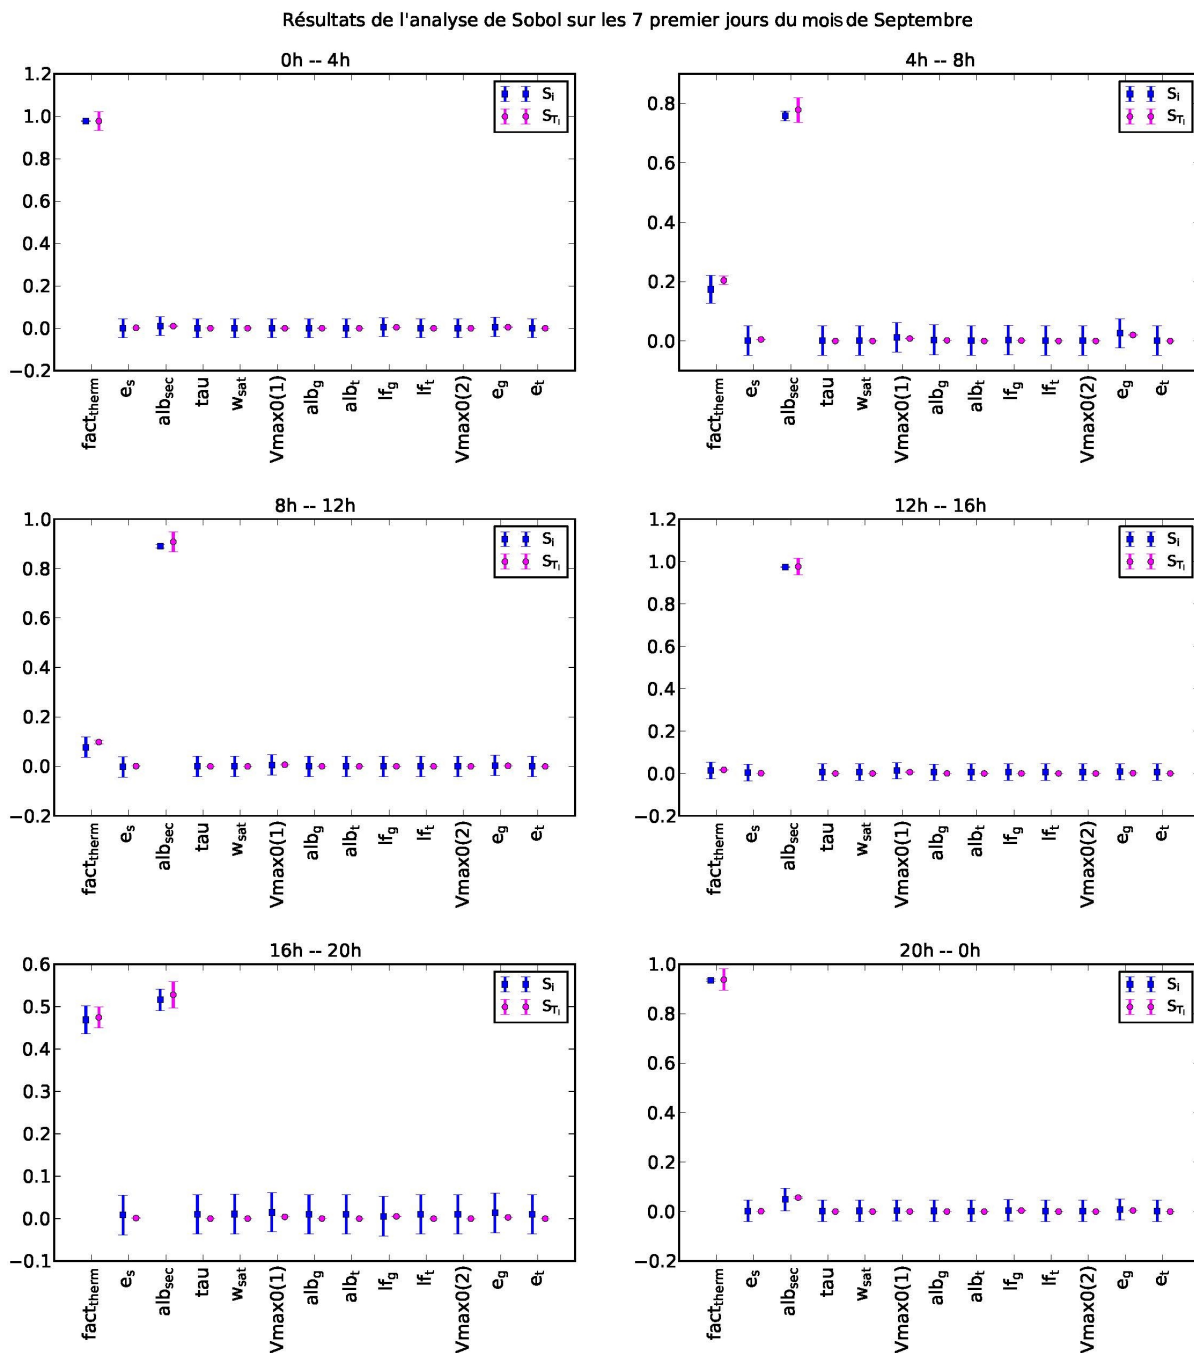 Résultats de l'analyse de Sobol sur les 7 premier jours du mois de Septembre
0h -- 4h
1.2
1.0
0.8
0.6
0.4
0.2
0.0
−0.2
Si
STi
facttherm
es
albsec
tau
wsat
Vmax0(1)
albg
albt
lfg
lft
Vmax0(2)
eg
et
4h -- 8h
0.8
0.6
0.4
0.2
0.0
Si
STi
facttherm
es
albsec
tau
wsat
Vmax0(1)
albg
albt
lfg
lft
Vmax0(2)
eg
et
8h -- 12h
1.0
0.8
0.6
0.4
0.2
0.0
−0.2
Si
STi
facttherm
es
albsec
tau
wsat
Vmax0(1)
albg
albt
lfg
lft
Vmax0(2)
eg
et
12h -- 16h
1.2
1.0
0.8
0.6
0.4
0.2
0.0
−0.2
Si
STi
facttherm
es
albsec
tau
wsat
Vmax0(1)
albg
albt
lfg
lft
Vmax0(2)
eg
et
16h -- 20h
0.6
0.5
0.4
0.3
0.2
0.1
0.0
−0.1
Si
STi
facttherm
es
albsec
tau
wsat
Vmax0(1)
albg
albt
lfg
lft
Vmax0(2)
eg
et
20h -- 0h
1.0
0.8
0.6
0.4
0.2
0.0
−0.2
Si
STi
facttherm
es
albsec
tau
wsat
Vmax0(1)
albg
albt
lfg
lft
Vmax0(2)
eg
et